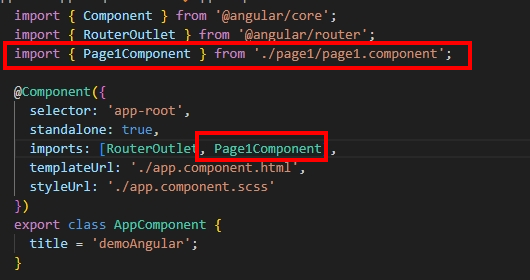 import { Component } from '@angular/core';
import { RouterOutlet } from '@angular/router';
import { Page1Component } from './page1/page1.component';
@Component({
selector: 'app-root',
standalone: true,
imports: [RouterOutlet, Page1Component ,
templateUrl: './app.component.html',
styleUrl: './app.component.scss'
})
export class AppComponent {
title = 'demoAngular';
}